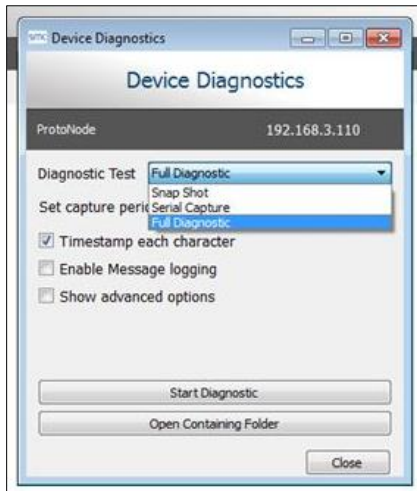 smc Device Diagnostics
Device Diagnostics
ProtoNode 192.168.3.110
Diagnostic Test Full Diagnostic
Snap Shot
Set capture peri Serial Capture
Full Diagnostic
Timestamp each character
Enable Message logging
Show advanced options
Start Diagnostic
Open Containing Folder
Close